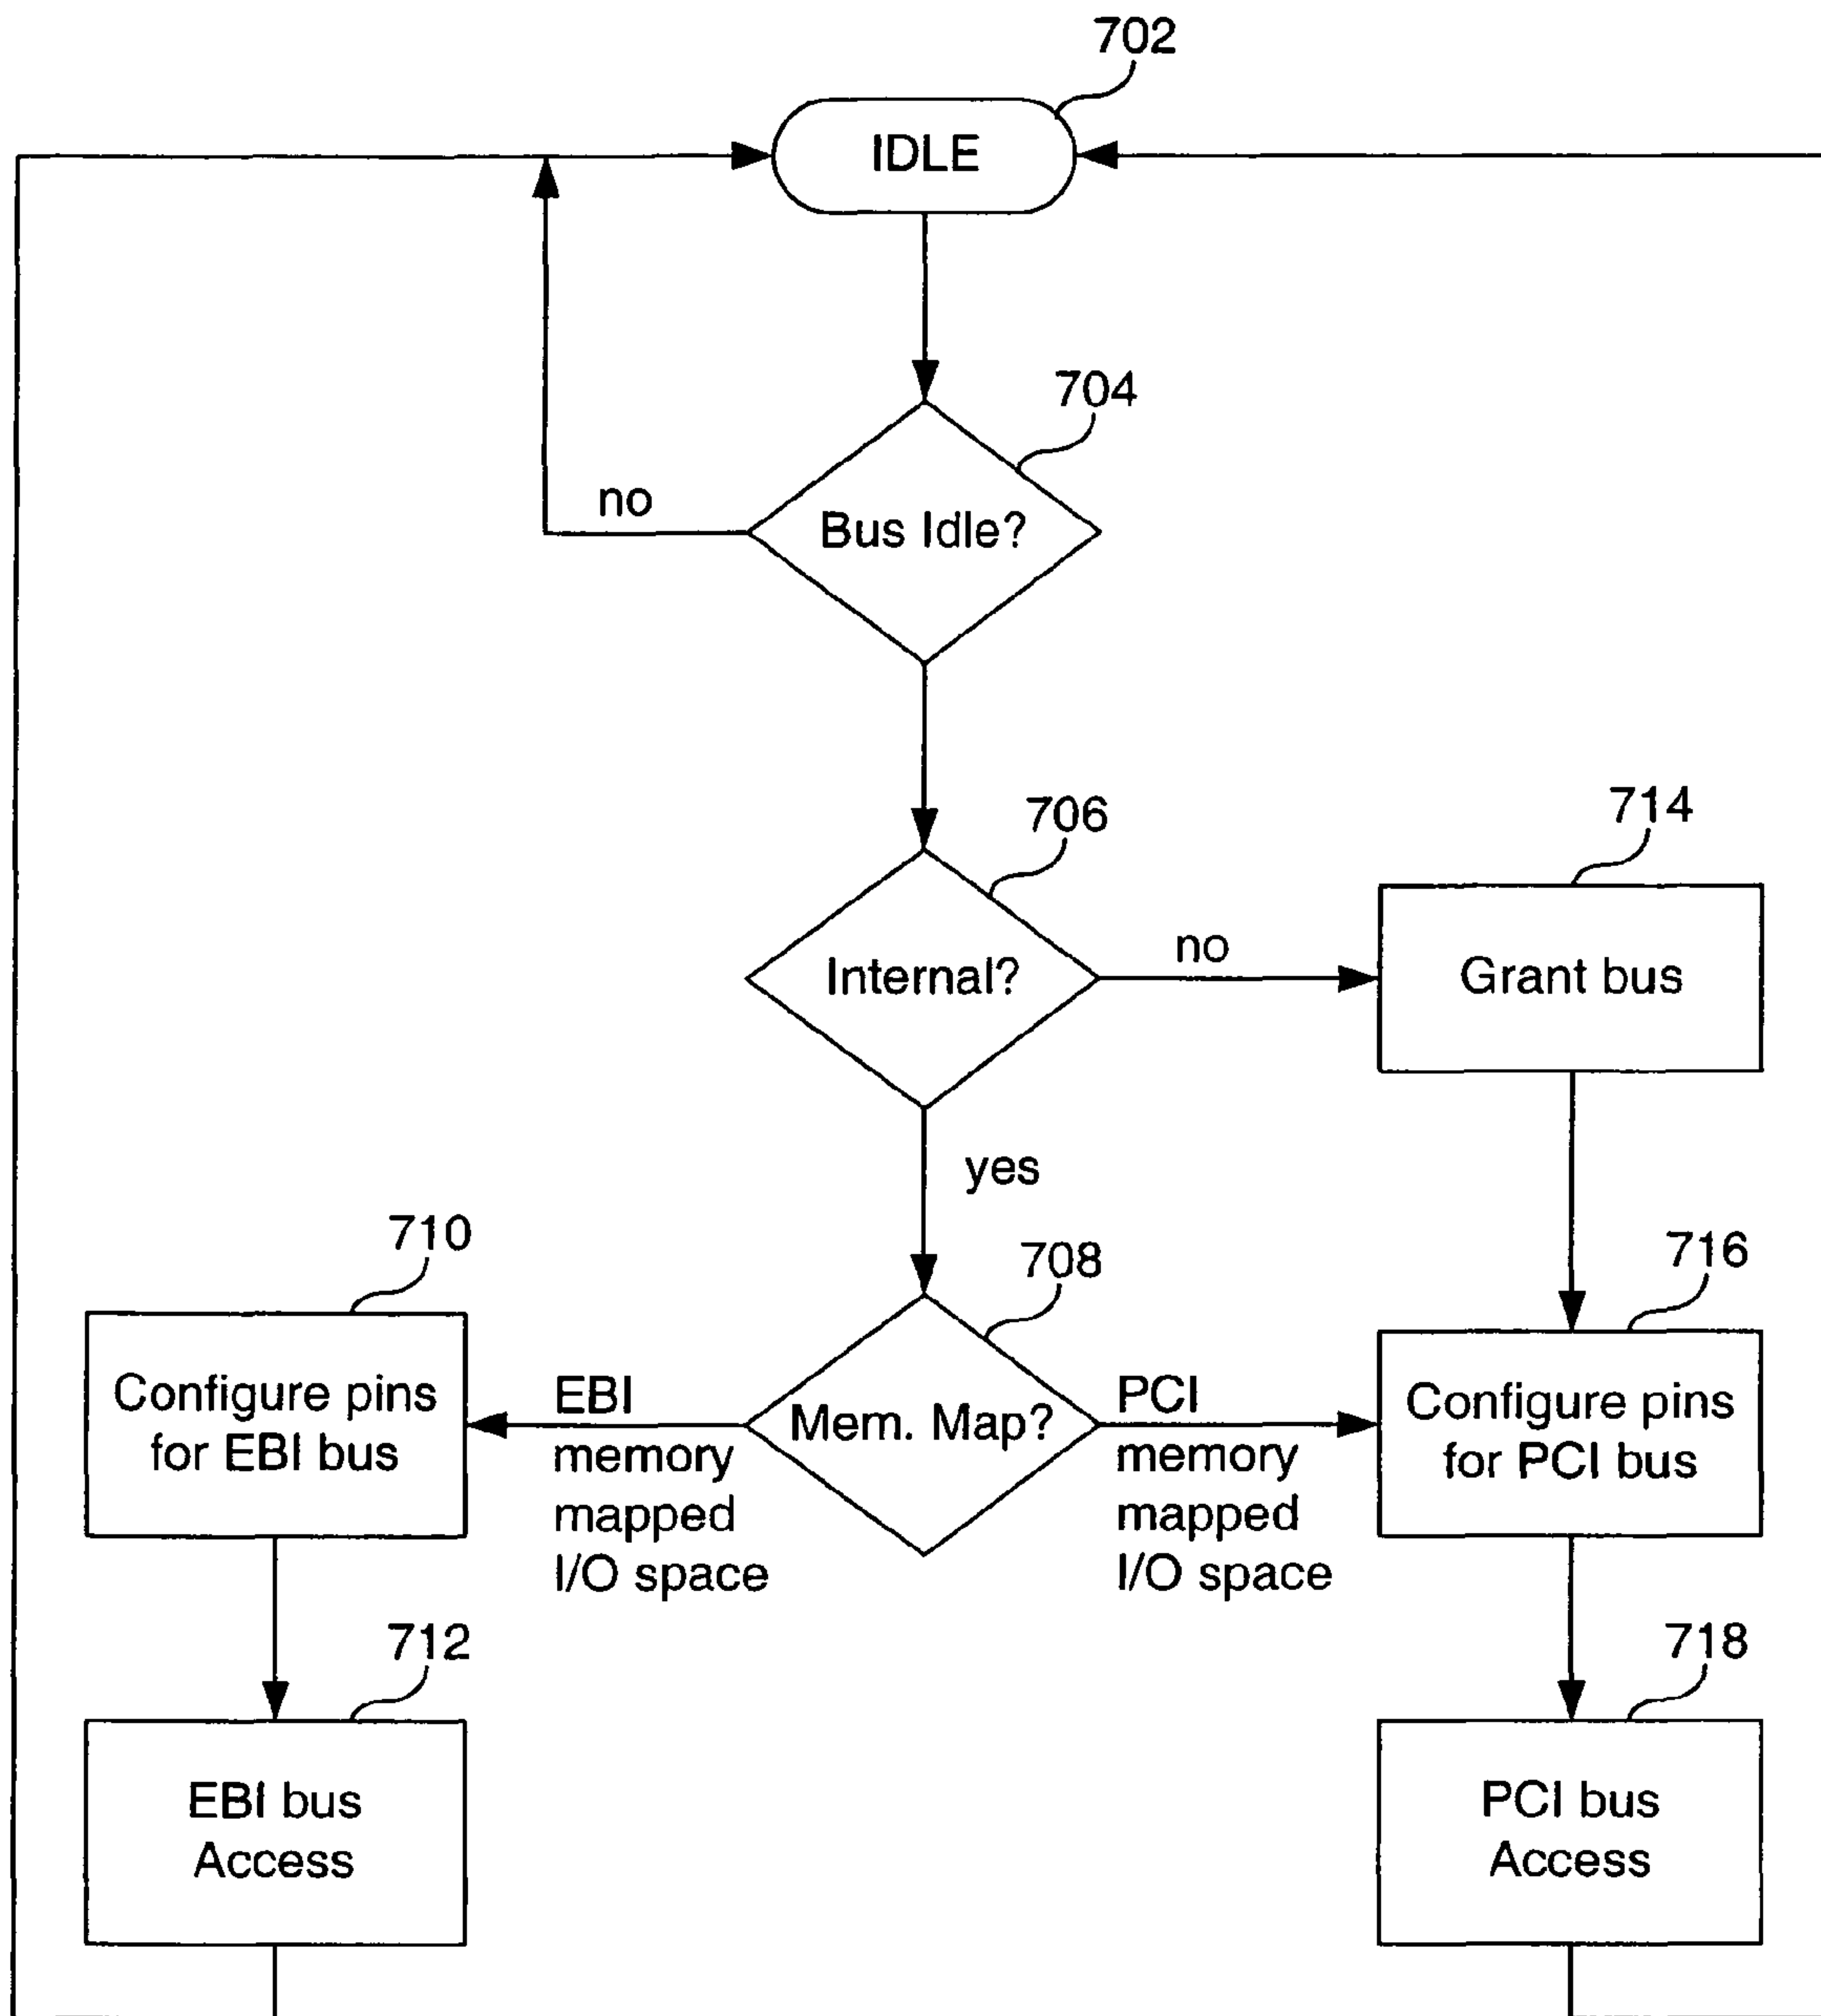 702
IDLE
704
no
Bus Idle?
706
714
Internal?
no
Grant bus
yes
710
708
716
Configure pins
for EBI bus
EBI
memory
mapped
I/O space
Mem. Map?
PCI
memory
mapped
I/O space
Configure pins
for PCI bus
712
718
EBI bus
Access
PCI bus
Access